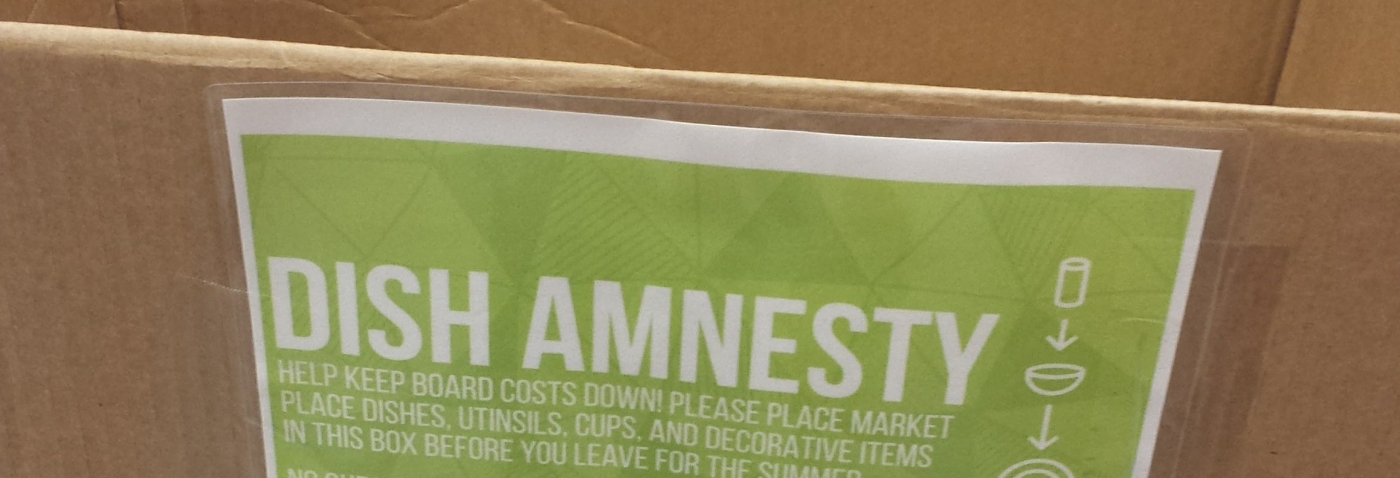 DISH AMNESTY
HELP KEEP BOARD COSTS DOWN! PLEASE PLACE MARKET
PLACE DISHES, UTINSILS, CUPS, AND DECORATIVE ITEMS
IN THIS BOX BEFORE YOU LEAVE FOR THE SUMMER
NO